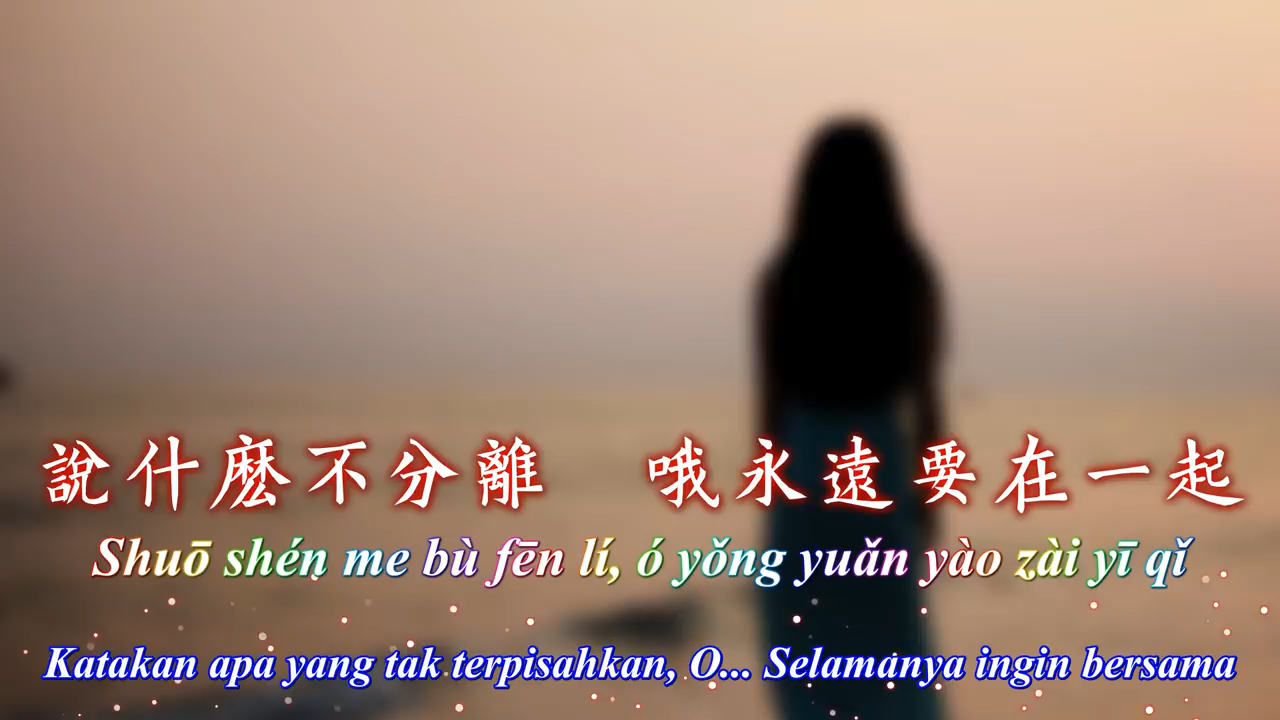 說什麼不分離 哦永遠要在一起
Shuō shén me bù fēn lí, ó yǒng yuǎn yào zài yī qǐ
Katakan apa yang tak terpisahkan, O... Selamanya ingin bersama